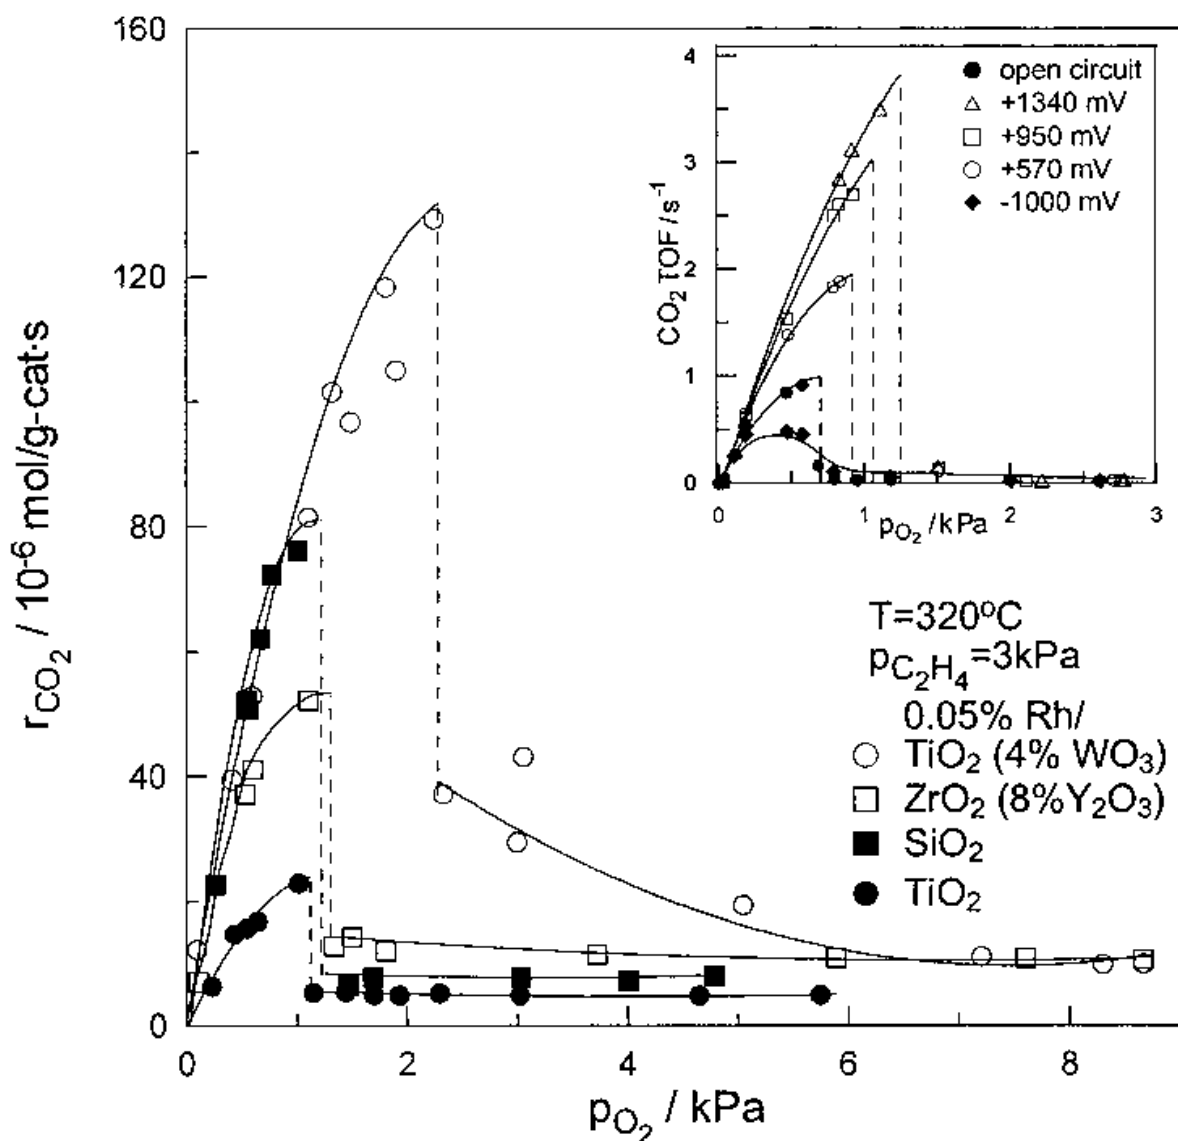 160
120
80
40
0
r_CO₂ / 10⁻⁶ mol/g-cat·s
0 2 4 6 8
p_O₂ / kPa
4
3
2
1
0
CO₂ TOF / s⁻¹
0 1 2 3
p_O₂ / kPa
open circuit
+1340 mV
+950 mV
+570 mV
-1000 mV
T=320ºC
p_C₂H₄=3kPa
0.05% Rh/
TiO₂ (4% WO₃)
ZrO₂ (8%Y₂O₃)
SiO₂
TiO₂